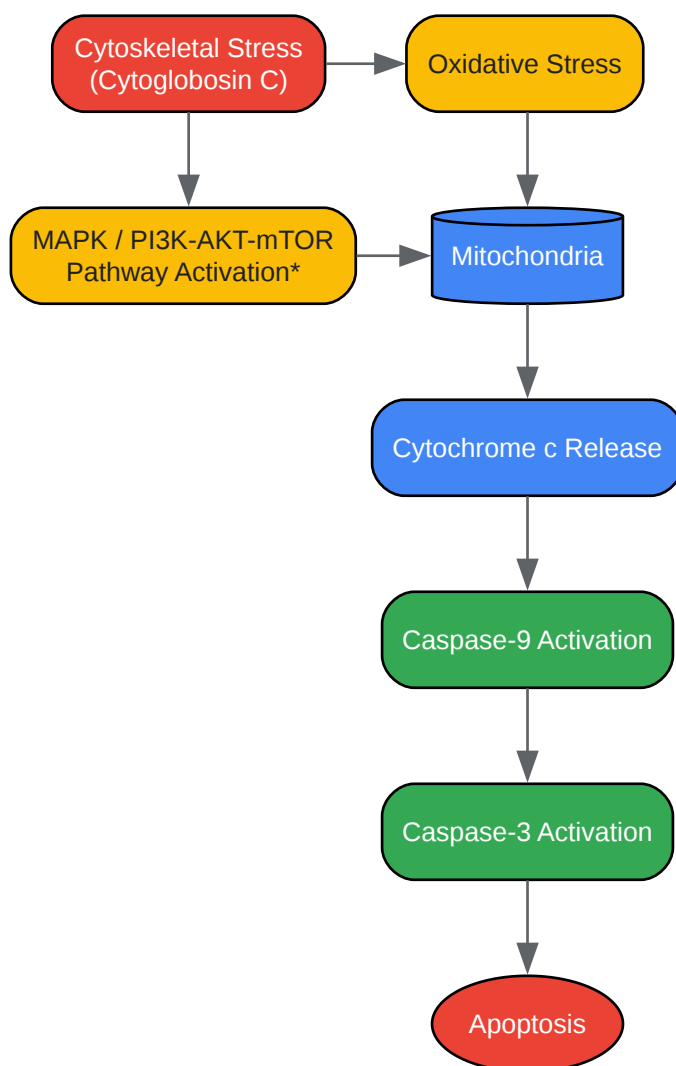 Cytoskeletal Stress
(Cytoglobosin C)
Oxidative Stress
MAPK / PI3K-AKT-mTOR
Pathway Activation*
Mitochondria
Cytochrome c Release
Caspase-9 Activation
Caspase-3 Activation
Apoptosis